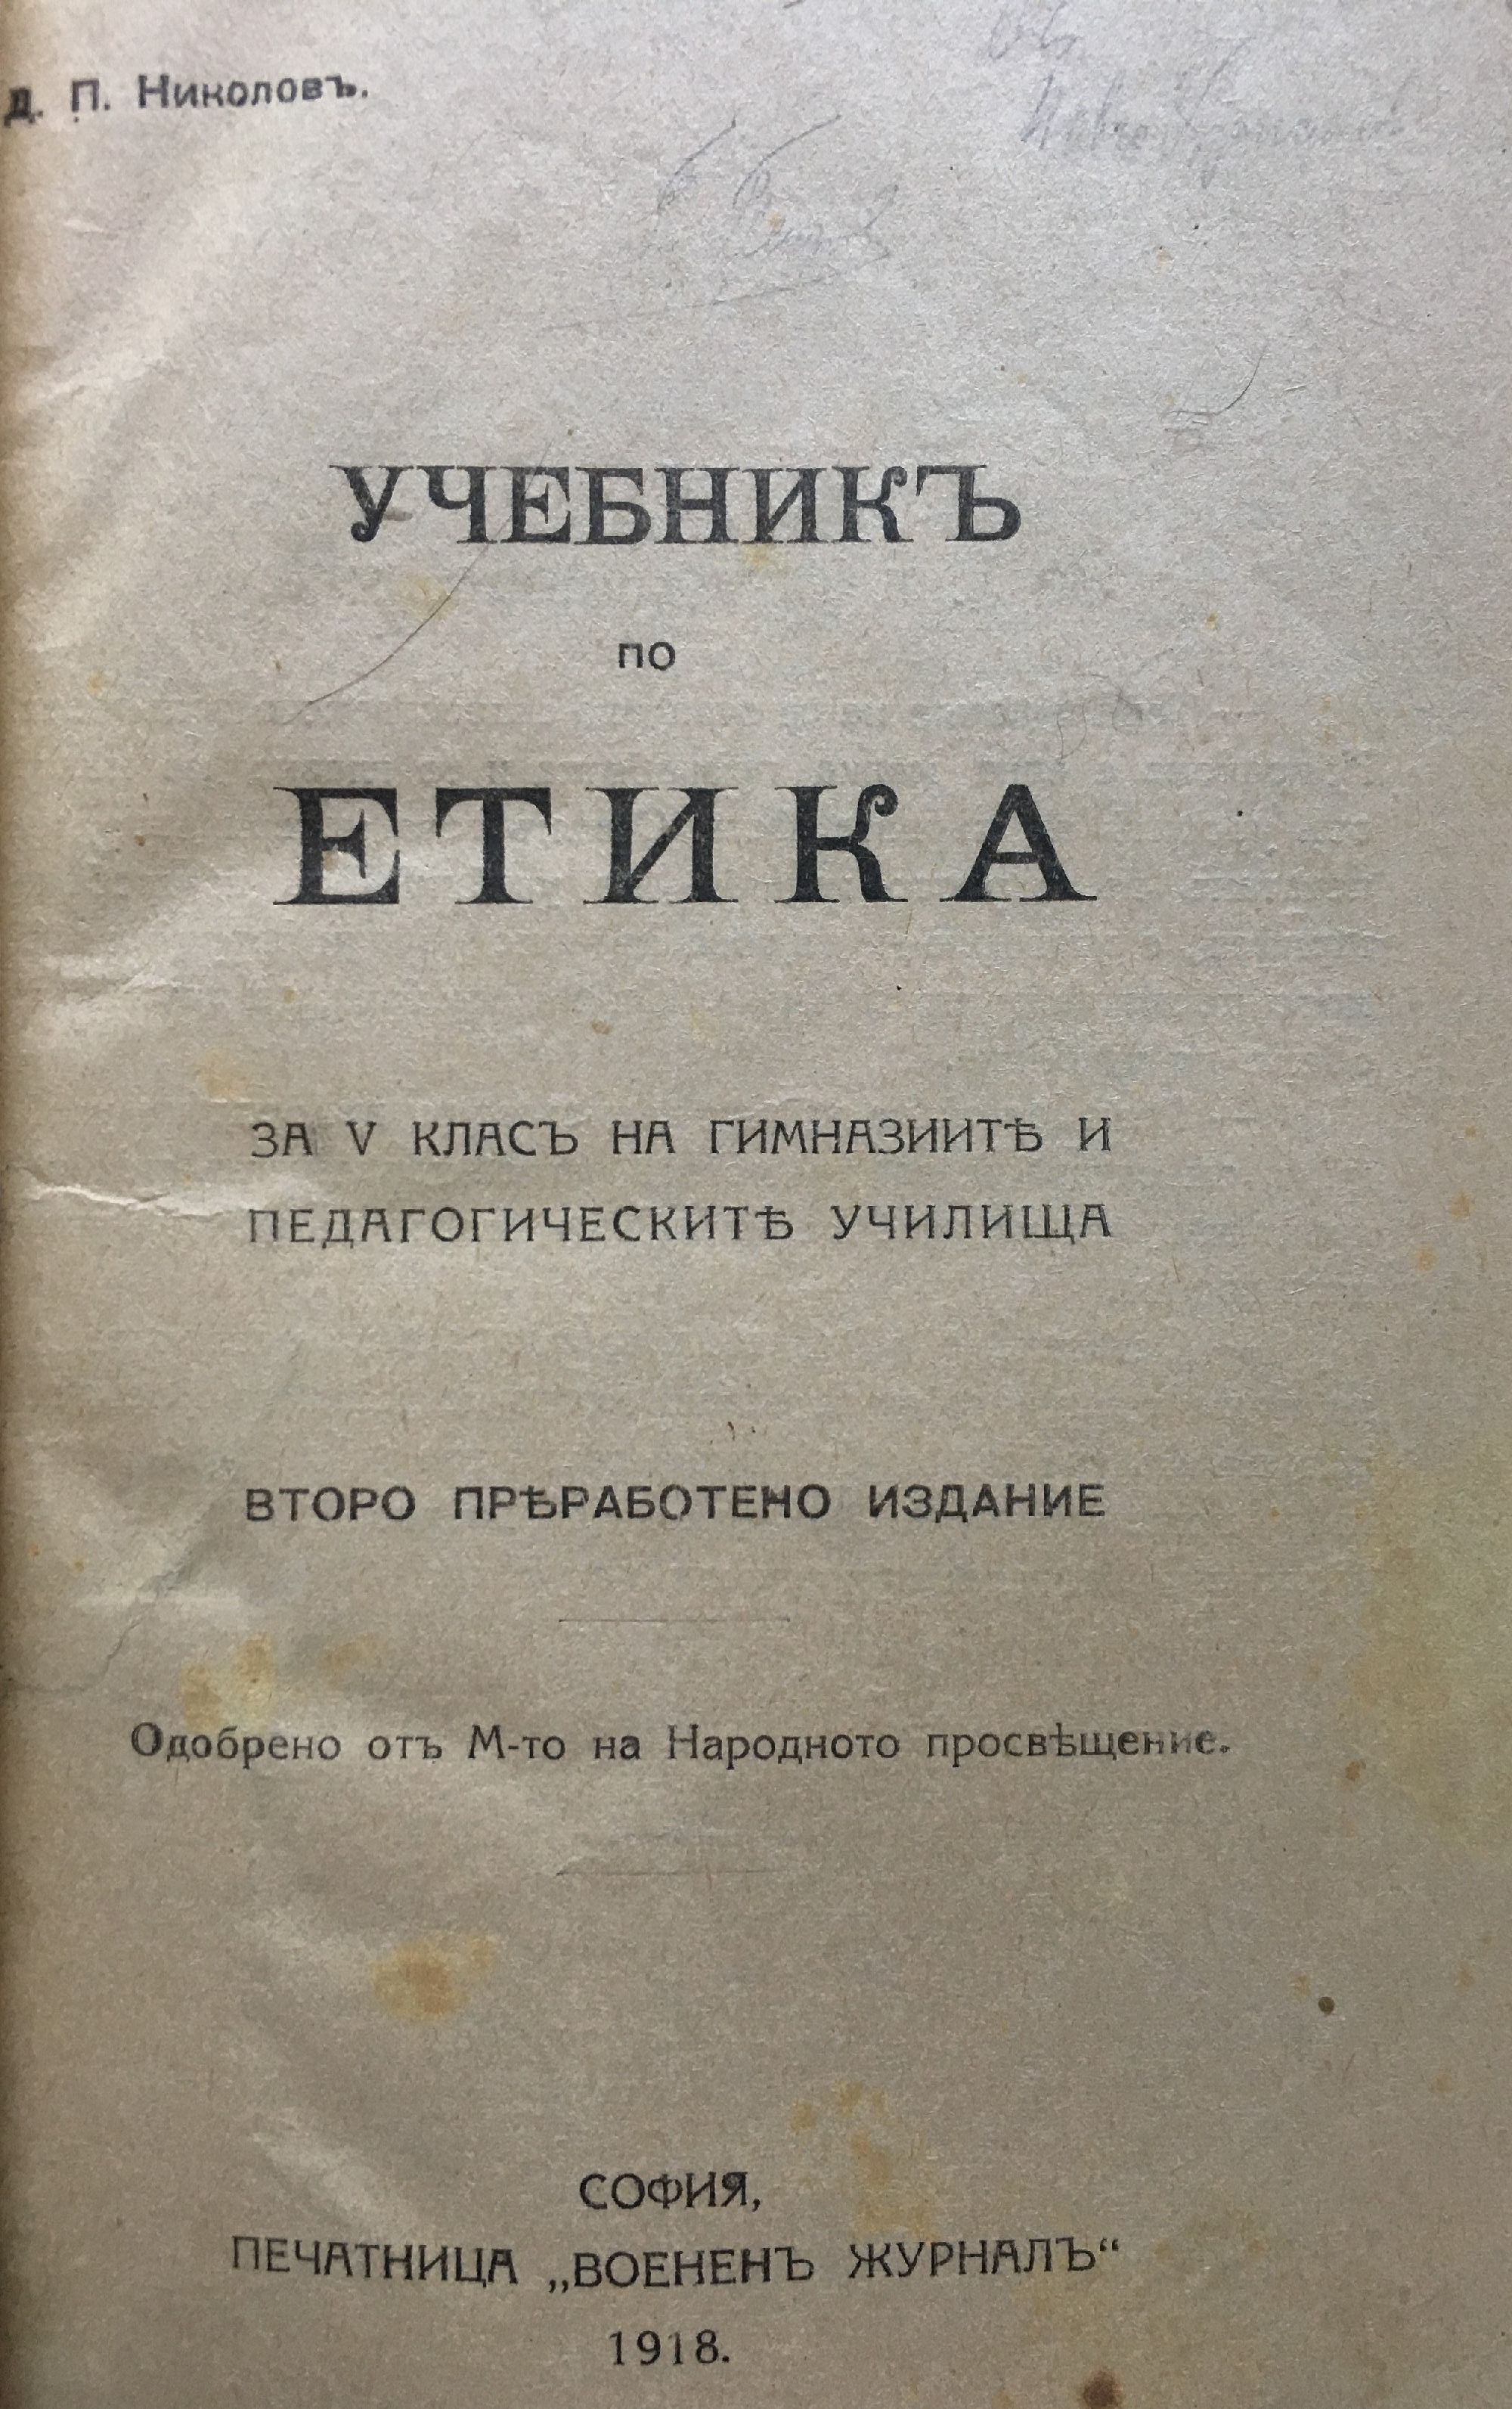 Д. П. Николовъ.
УЧЕБНИКЪ
ПО
ЕТИКА
ЗА V КЛАСЪ НА ГИМНАЗИИТѢ И
ПЕДАГОГИЧЕСКИТѢ УЧИЛИЩА
ВТОРО ПРѢРАБОТЕНО ИЗДАНИЕ
Одобрено отъ М-то на Народното просвѣщение.
СОФИЯ,
ПЕЧАТНИЦА „ВОЕНЕНЪ ЖУРНАЛЪ“
1918.